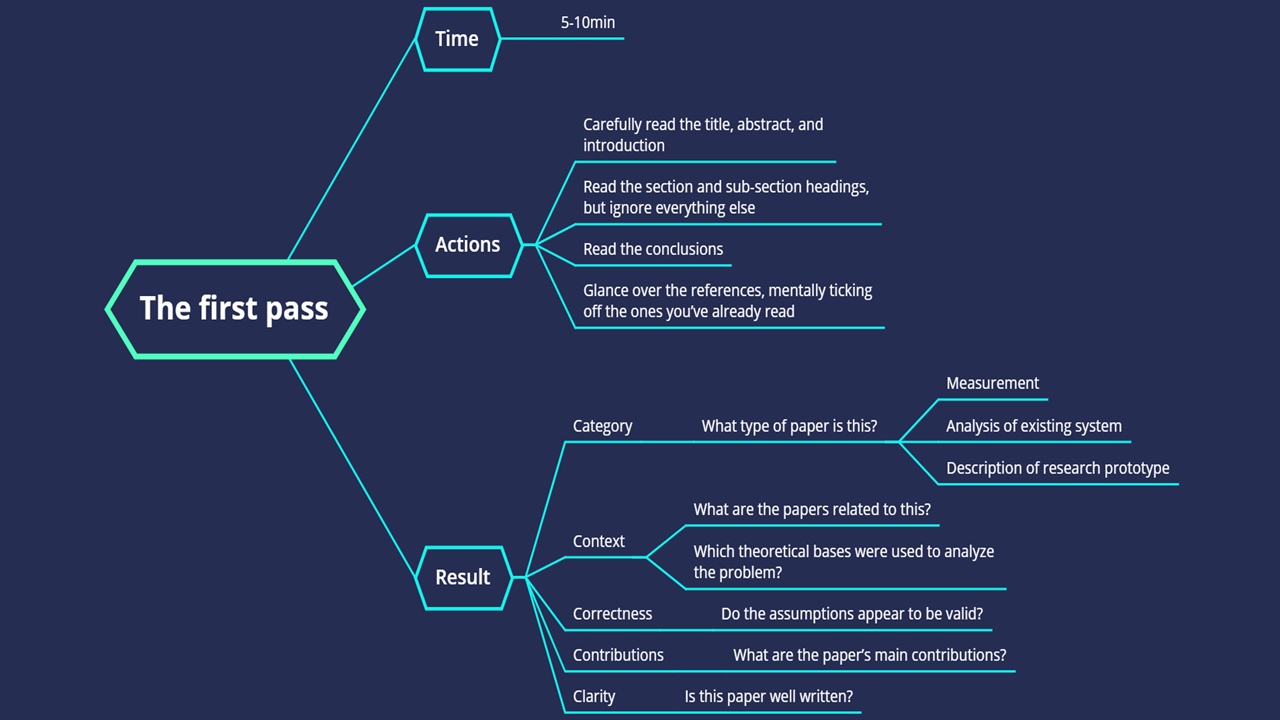 The first pass
Time
5-10min
Actions
Carefully read the title, abstract, and
introduction
Read the section and sub-section headings,
but ignore everything else
Read the conclusions
Glance over the references, mentally ticking
off the ones you’ve already read
Result
Category
What type of paper is this?
Measurement
Analysis of existing system
Description of research prototype
Context
What are the papers related to this?
Which theoretical bases were used to analyze
the problem?
Correctness
Do the assumptions appear to be valid?
Contributions
What are the paper’s main contributions?
Clarity
Is this paper well written?